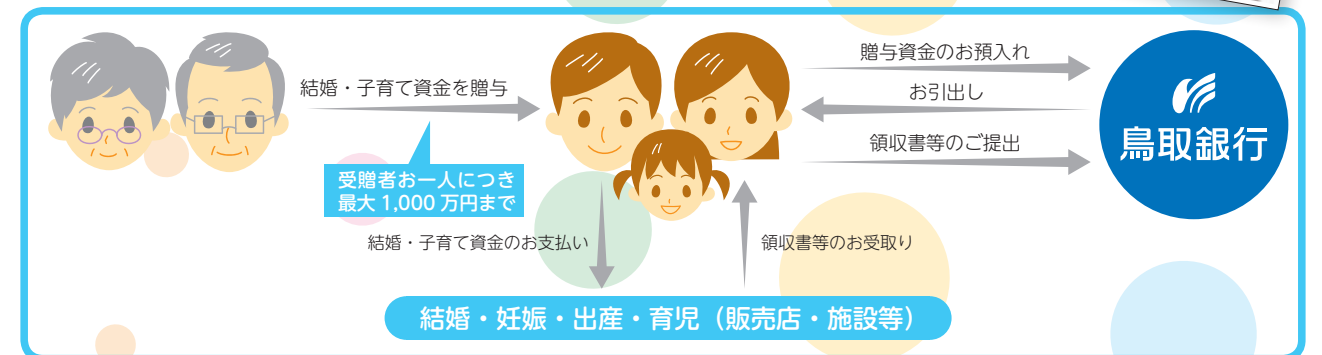 結婚・子育て資金を贈与
受贈者お一人につき
最大1,000万円まで
贈与資金のお預入れ
お引出し
領収書等のご提出
鳥取銀行
結婚・子育て資金のお支払い
領収書等のお受取り
結婚・妊娠・出産・育児（販売店・施設等）